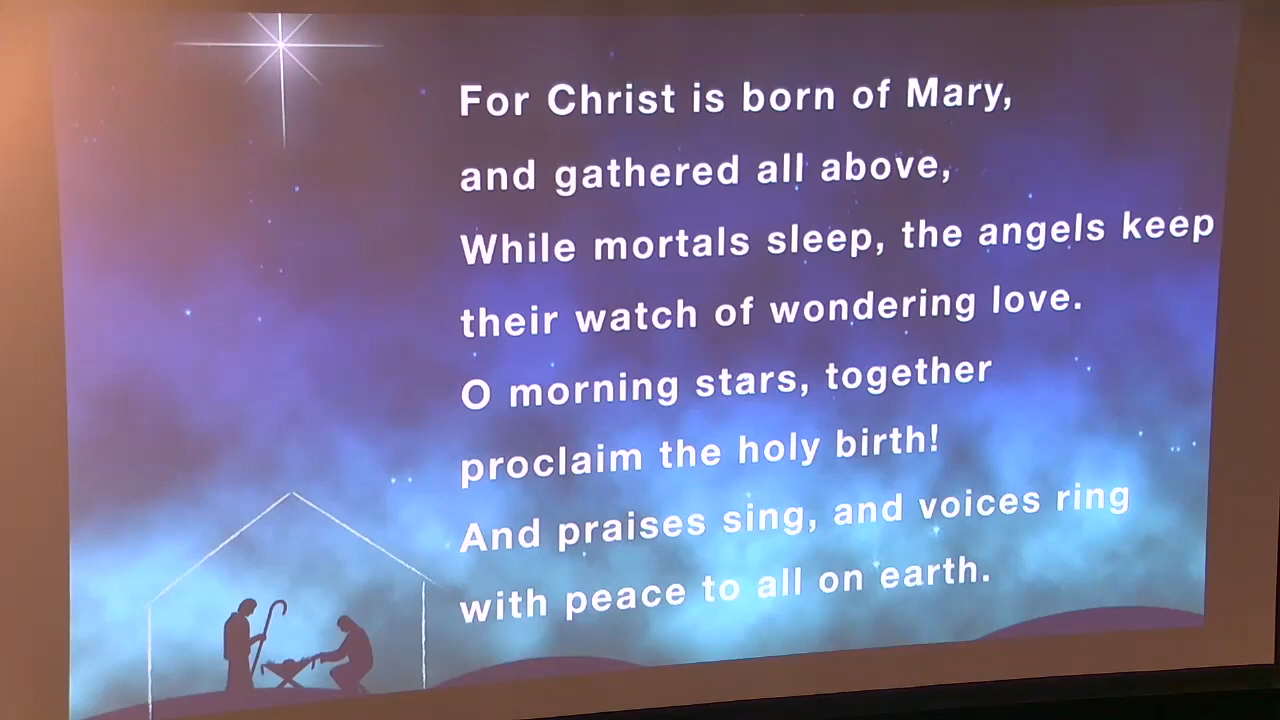 For Christ is born of Mary,
and gathered all above,
While mortals sleep, the angels keep
their watch of wondering love.
O morning stars, together
proclaim the holy birth!
And praises sing, and voices ring
with peace to all on earth.